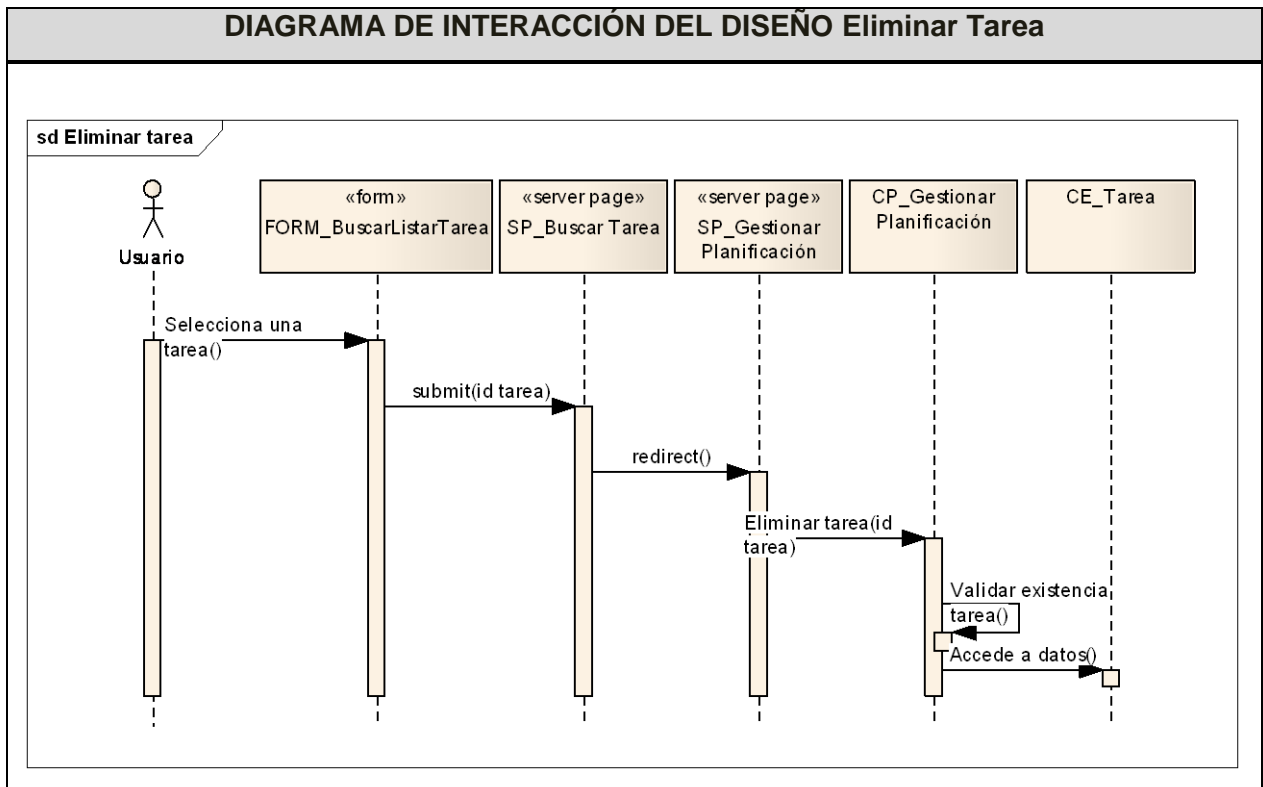 DIAGRAMA DE INTERACCIÓN DEL DISEÑO Eliminar Tarea
sd Eliminar tarea
Usuario
«form»
FORM_BuscarListarTarea
«server page»
SP_Buscar Tarea
«server page»
SP_Gestionar
Planificación
CP_Gestionar
Planificación
CE_Tarea
Selecciona una
tarea()
submit(id tarea)
redirect()
Eliminar tarea(id
tarea)
Validar existencia
tarea()
Accede a datos()